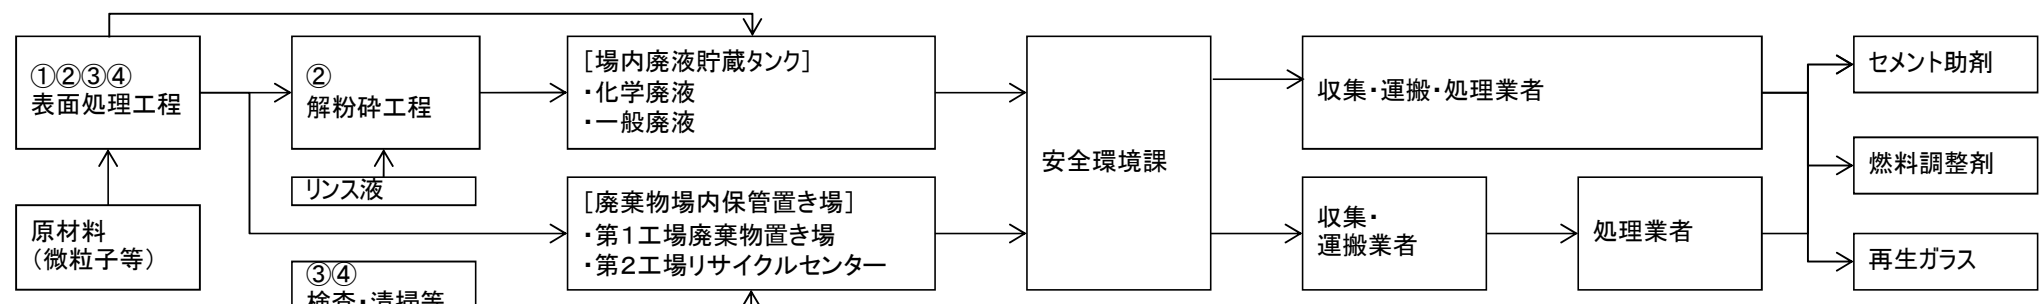 ①②③④
表面処理工程
原材料
（微粒子等）
②
解粉砕工程
リンス液
③④
検査・清掃等
［場内廃液貯蔵タンク］
・化学廃液
・一般廃液
［廃棄物場内保管置き場］
・第１工場廃棄物置き場
・第２工場リサイクルセンター
安全環境課
収集・運搬・処理業者
収集・
運搬業者
処理業者
セメント助剤
燃料調整剤
再生ガラス